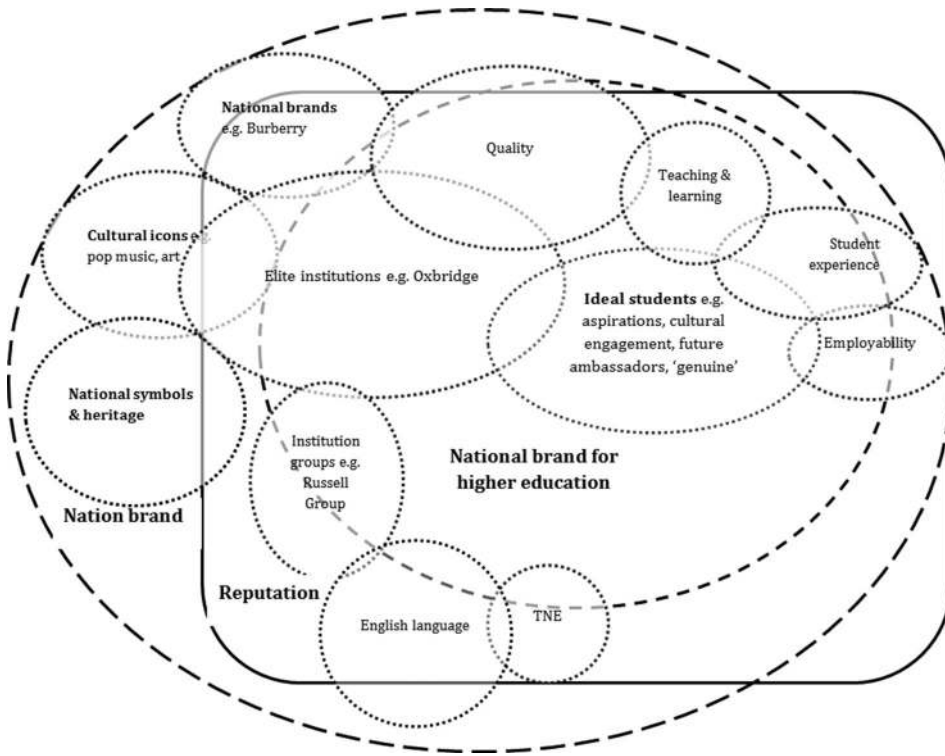 National brands
e.g. Burberry
Quality
Teaching &
learning
Cultural icons e.g.
pop music, art
Elite institutions e.g. Oxbridge
Student
experience
Ideal students e.g.
aspirations, cultural
engagement, future
ambassadors, ‘genuine’
Employability
National symbols
& heritage
Institution
groups e.g.
Russell
Group
National brand for
higher education
Nation brand
Reputation
English language
TNE